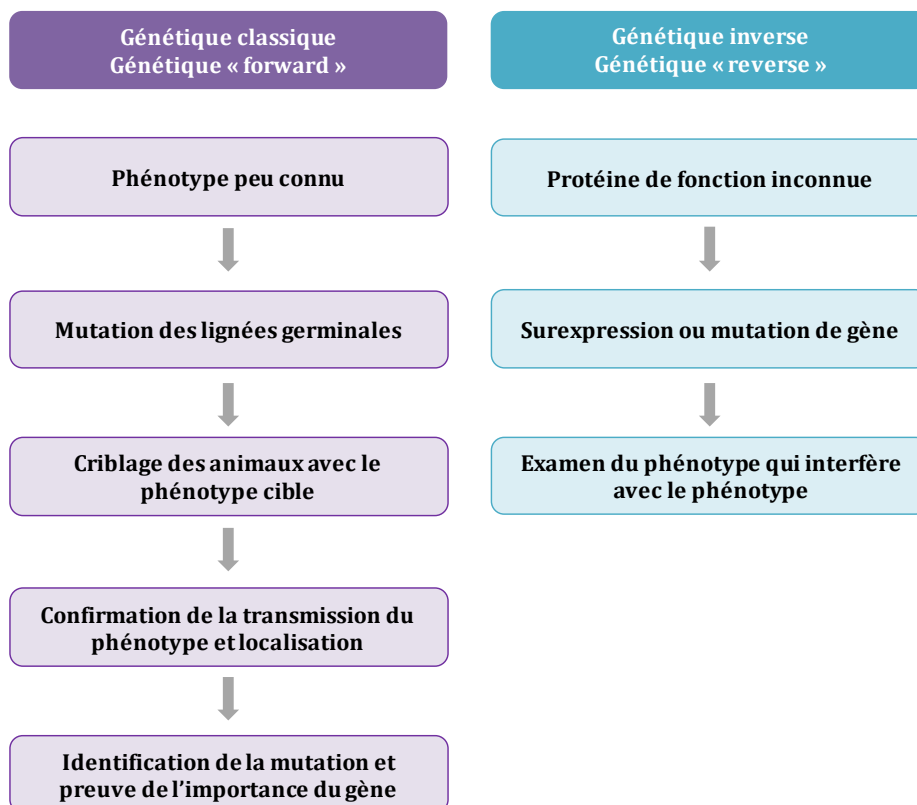 Génétique classique
Génétique « forward »
Phénotype peu connu
Mutation des lignées germinales
Criblage des animaux avec le
phénotype cible
Confirmation de la transmission du
phénotype et localisation
Identification de la mutation et
preuve de l’importance du gène
Génétique inverse
Génétique « reverse »
Protéine de fonction inconnue
Surexpression ou mutation de gène
Examen du phénotype qui interfère
avec le phénotype